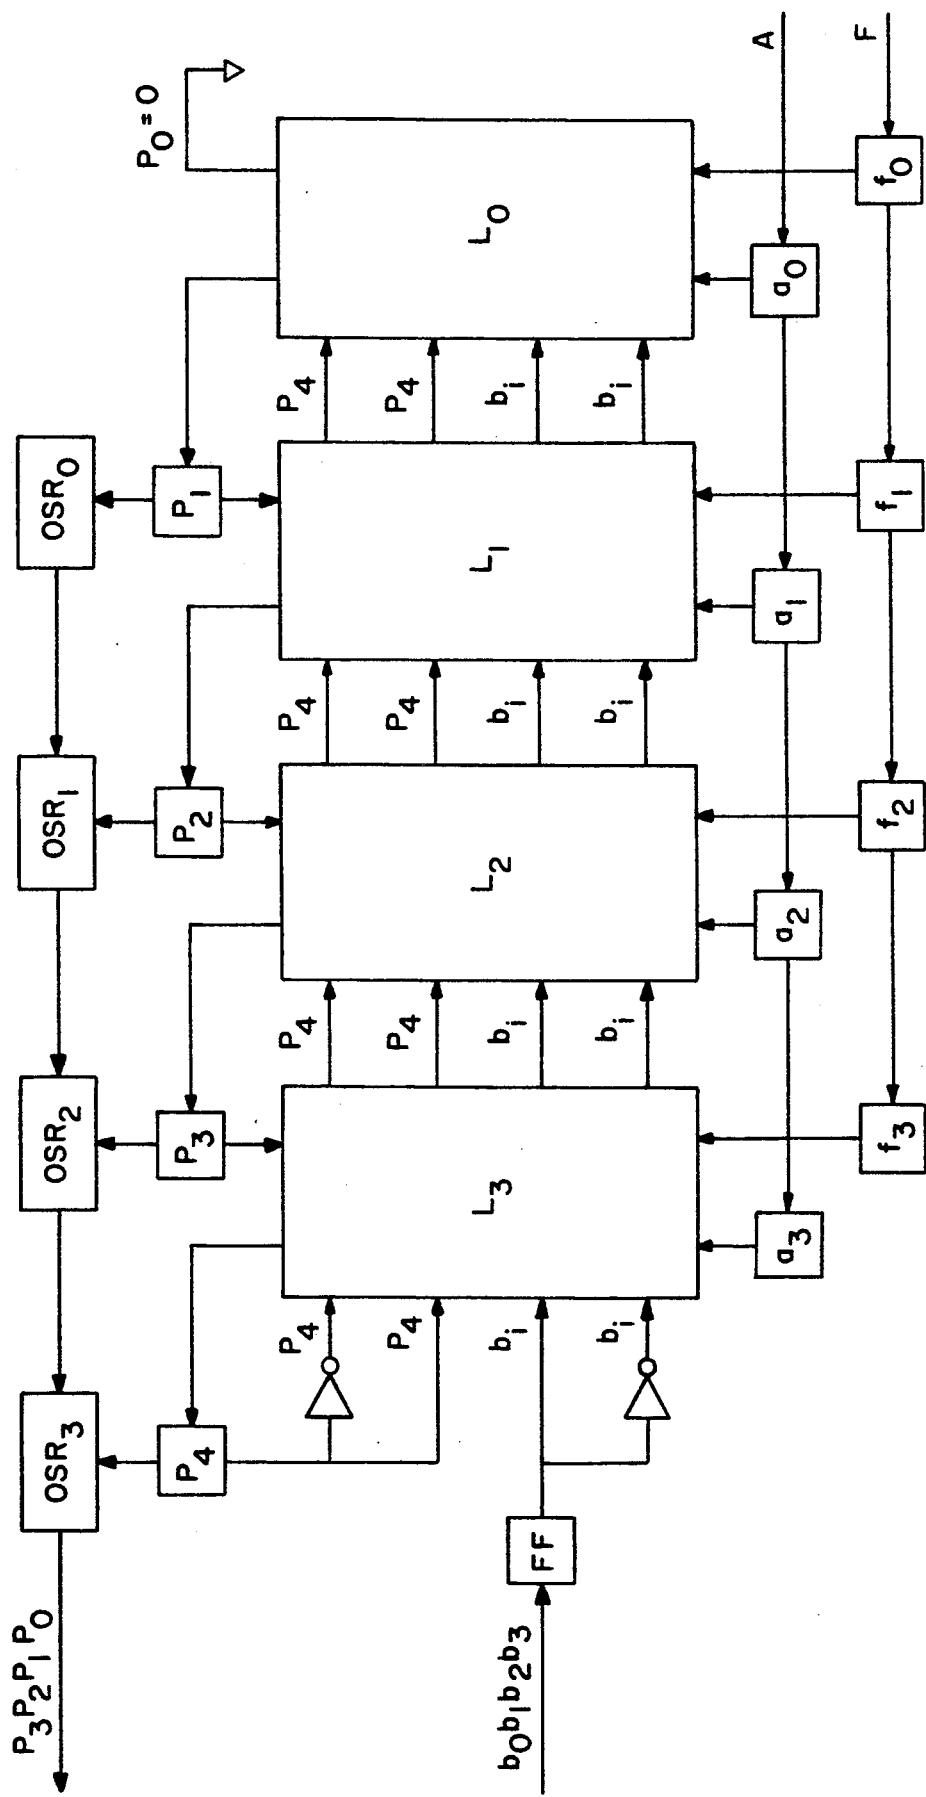 P₃P₂P₁P₀
OSR₃
OSR₂
OSR₁
OSR₀
P₄
P₃
P₂
P₁
P₀=0
P₄
P₄
P₄
P₄
P₄
P₄
P₄
P₄
L₃
L₂
L₁
L₀
bᵢ
bᵢ
bᵢ
bᵢ
b₀b₁b₂b₃
FF
bᵢ
bᵢ
bᵢ
bᵢ
a₃
a₂
a₁
a₀
A
f₃
f₂
f₁
f₀
F